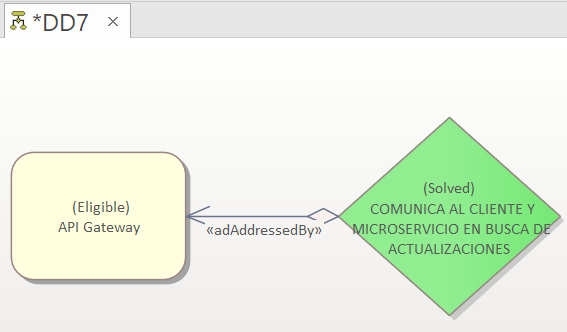 *DD7
(Eligible)
API Gateway
«adAddressedBy»
(Solved)
COMUNICA AL CLIENTE Y
MICROSERVICIO EN BUSCA DE
ACTUALIZACIONES